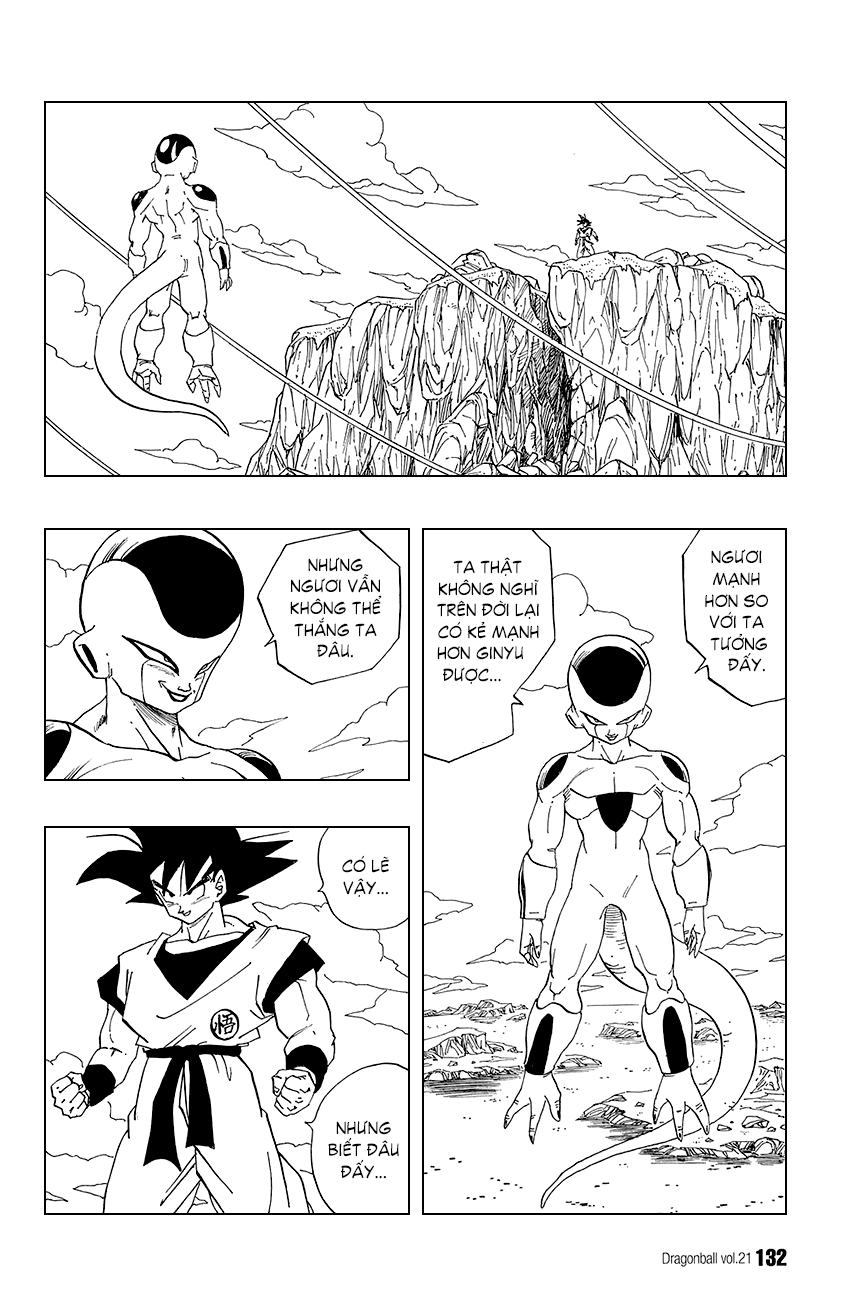 NGƯƠI
MẠNH
HƠN SO
VỚI TA
TƯỞNG
ĐẤY.
TA THẬT
KHÔNG NGHĨ
TRÊN ĐỜI LẠI
CÓ KẺ MẠNH
HƠN GINYU
ĐƯỢC...
NHƯNG
NGƯƠI VẪN
KHÔNG THỂ
THẮNG TA
ĐÂU.
CÓ LẼ
VẬY...
悟
NHƯNG
BIẾT ĐÂU
ĐẤY...
Dragonball vol.21 132